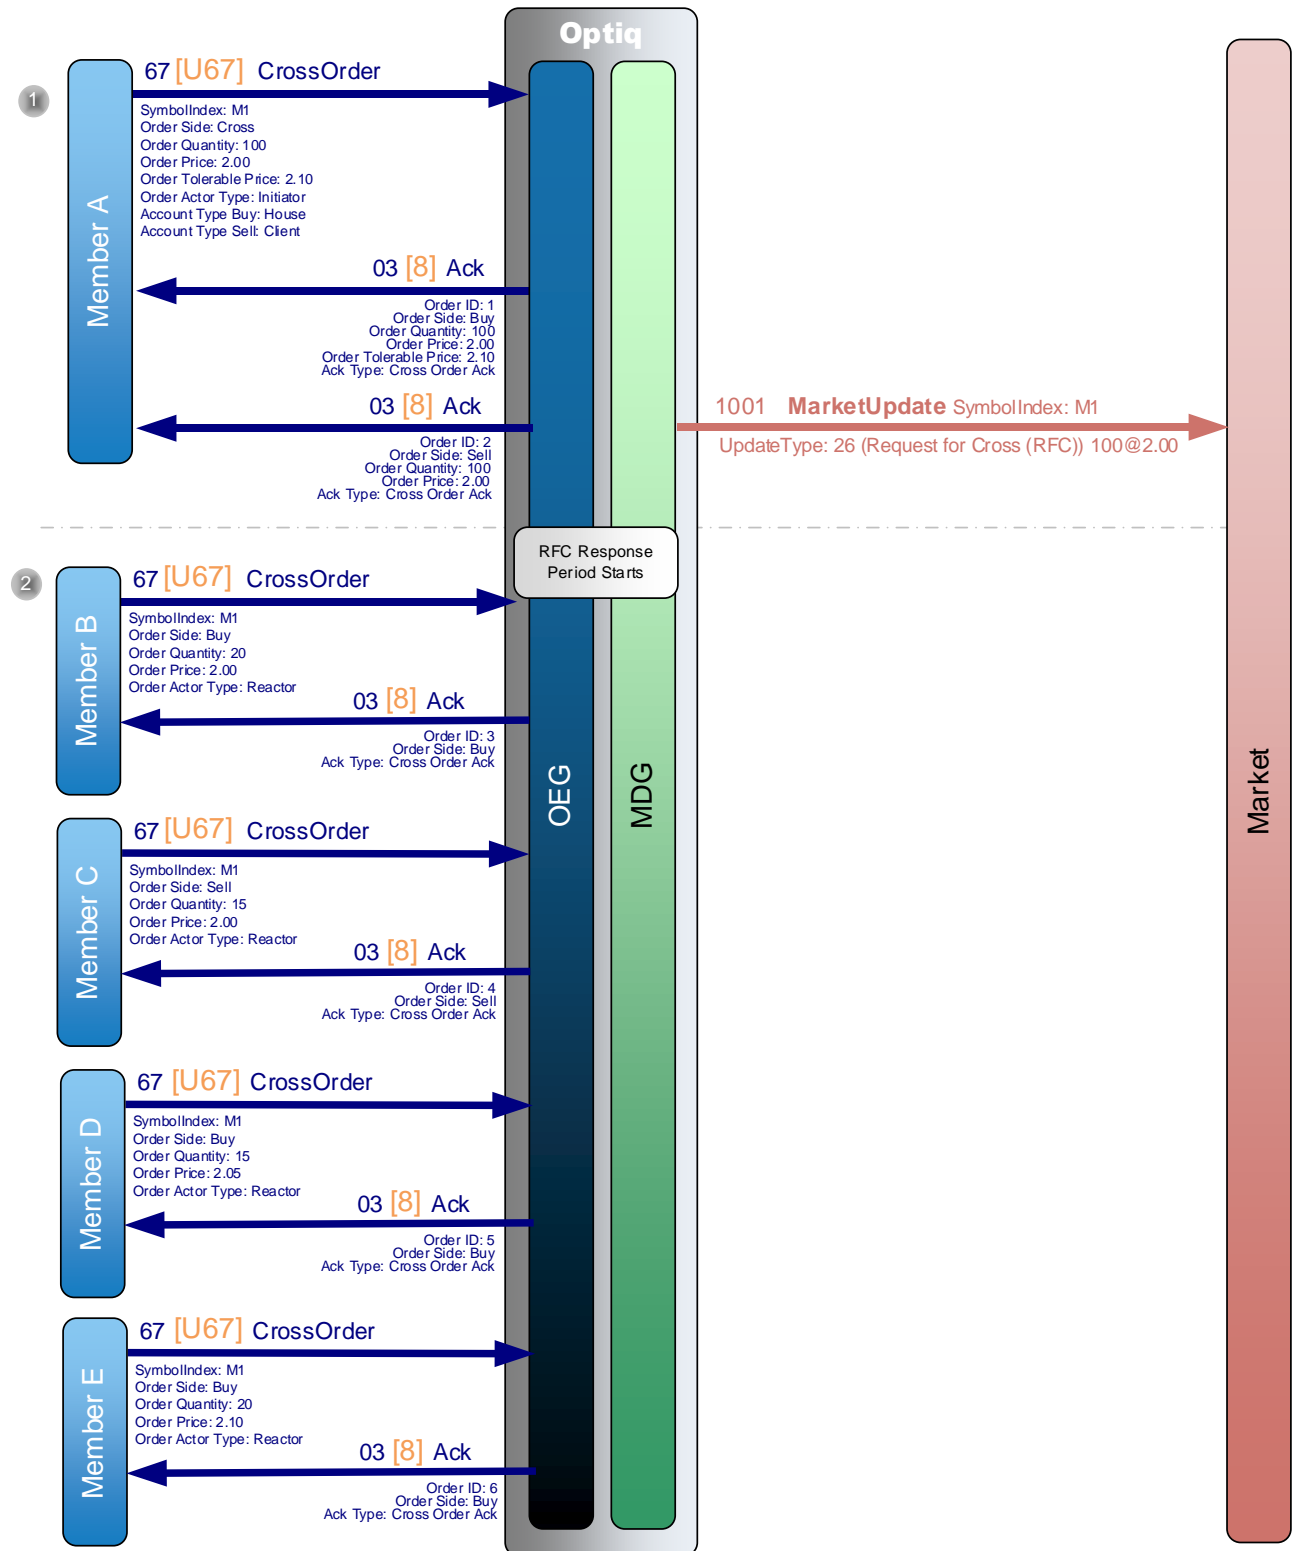 Optiq
1
Member A
67 [U67] CrossOrder
SymbolIndex: M1
Order Side: Cross
Order Quantity: 100
Order Price: 2.00
Order Tolerable Price: 2.10
Order Actor Type: Initiator
Account Type Buy: House
Account Type Sell: Client
03 [8] Ack
Order ID: 1
Order Side: Buy
Order Quantity: 100
Order Price: 2.00
Order Tolerable Price: 2.10
Ack Type: Cross Order Ack
03 [8] Ack
Order ID: 2
Order Side: Sell
Order Quantity: 100
Order Price: 2.00
Ack Type: Cross Order Ack
1001 MarketUpdate SymbolIndex: M1
UpdateType: 26 (Request for Cross (RFC)) 100@2.00
RFC Response
Period Starts
2
Member B
67 [U67] CrossOrder
SymbolIndex: M1
Order Side: Buy
Order Quantity: 20
Order Price: 2.00
Order Actor Type: Reactor
03 [8] Ack
Order ID: 3
Order Side: Buy
Ack Type: Cross Order Ack
OEG
MDG
Market
Member C
67 [U67] CrossOrder
SymbolIndex: M1
Order Side: Sell
Order Quantity: 15
Order Price: 2.00
Order Actor Type: Reactor
03 [8] Ack
Order ID: 4
Order Side: Sell
Ack Type: Cross Order Ack
Member D
67 [U67] CrossOrder
SymbolIndex: M1
Order Side: Buy
Order Quantity: 15
Order Price: 2.05
Order Actor Type: Reactor
03 [8] Ack
Order ID: 5
Order Side: Buy
Ack Type: Cross Order Ack
Member E
67 [U67] CrossOrder
SymbolIndex: M1
Order Side: Buy
Order Quantity: 20
Order Price: 2.10
Order Actor Type: Reactor
03 [8] Ack
Order ID: 6
Order Side: Buy
Ack Type: Cross Order Ack